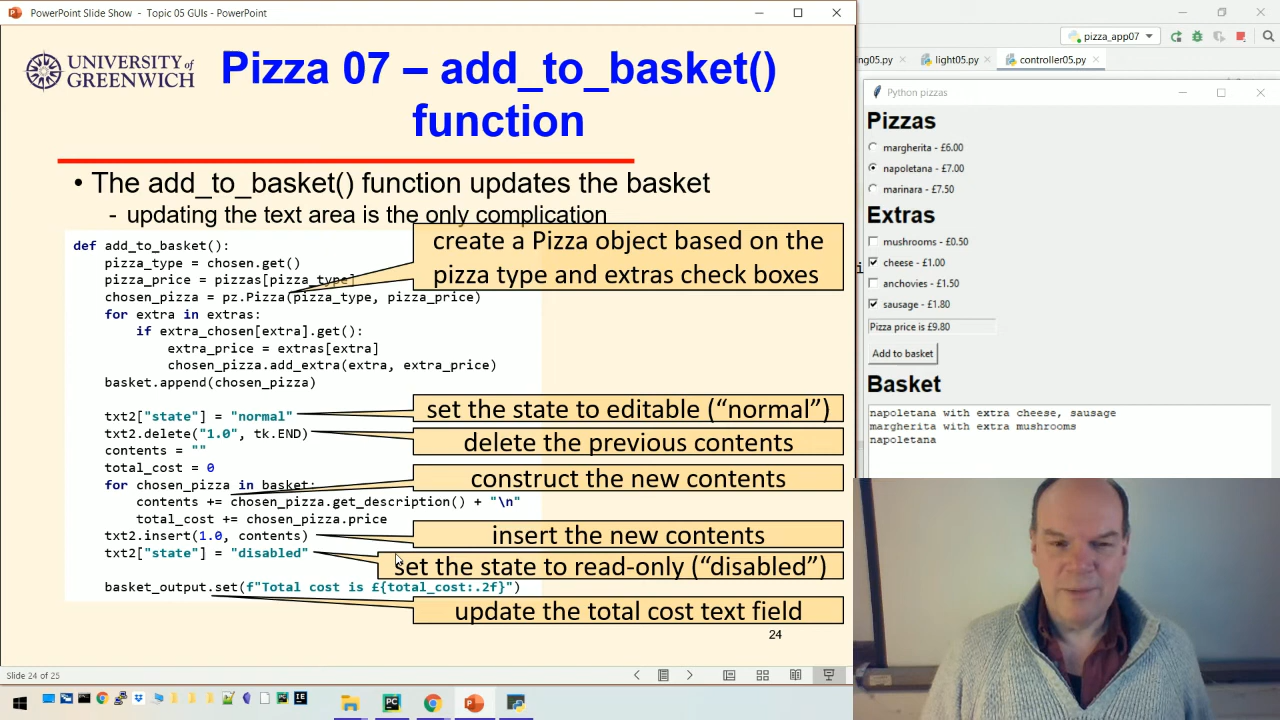 PowerPoint Slide Show - Topic 05 GUIs - PowerPoint
UNIVERSITY of
GREENWICH
Pizza 07 – add_to_basket()
function
• The add_to_basket() function updates the basket
- updating the text area is the only complication
def add_to_basket():
pizza_type = chosen.get()
pizza_price = pizzas[pizza_type]
chosen_pizza = pz.Pizza(pizza_type, pizza_price)
for extra in extras:
if extra_chosen[extra].get():
extra_price = extras[extra]
chosen_pizza.add_extra(extra, extra_price)
basket.append(chosen_pizza)
txt2["state"] = "normal"
txt2.delete("1.0", tk.END)
contents = ""
total_cost = 0
for chosen_pizza in basket:
contents += chosen_pizza.get_description() + "\n"
total_cost += chosen_pizza.price
txt2.insert(1.0, contents)
txt2["state"] = "disabled"
basket_output.set(f"Total cost is £{total_cost:.2f}")
create a Pizza object based on the
pizza type and extras check boxes
set the state to editable (“normal”)
delete the previous contents
construct the new contents
insert the new contents
set the state to read-only (“disabled”)
update the total cost text field
24
Slide 24 of 25
pizza_app07
ng05.py
light05.py
controller05.py
Python pizzas
Pizzas
margherita - £6.00
napoletana - £7.00
marinara - £7.50
Extras
mushrooms - £0.50
cheese - £1.00
anchovies - £1.50
sausage - £1.80
Pizza price is £9.80
Add to basket
Basket
napoletana with extra cheese, sausage
margherita with extra mushrooms
napoletana